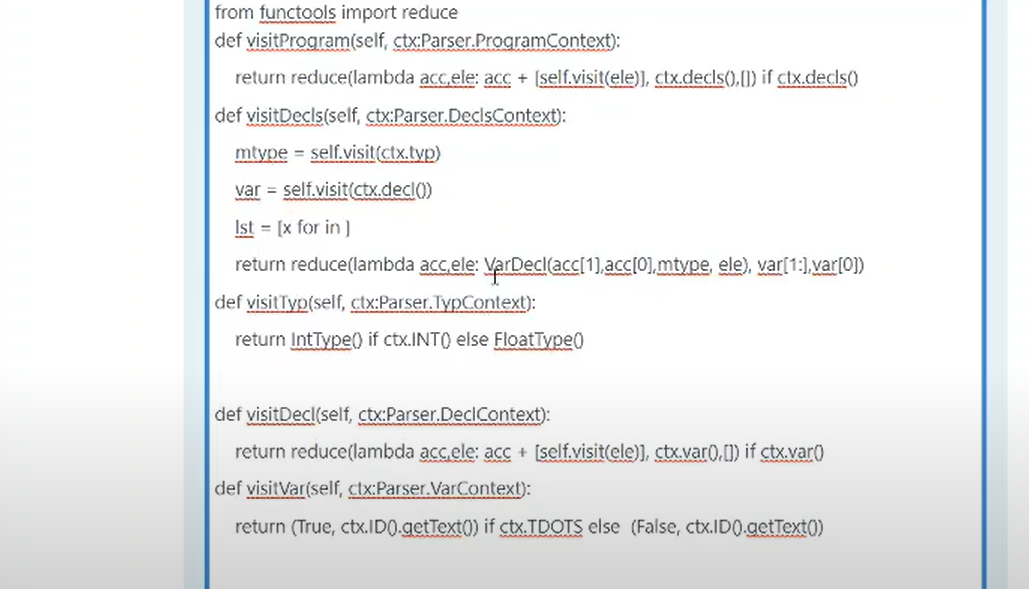 from functools import reduce
def visitProgram(self, ctx:Parser.ProgramContext):
return reduce(lambda acc,ele: acc + [self.visit(ele)], ctx.decls(),[]) if ctx.decls()
def visitDecls(self, ctx:Parser.DeclsContext):
mtype = self.visit(ctx.typ)
var = self.visit(ctx.decl())
lst = [x for in ]
return reduce(lambda acc,ele: VarDecl(acc[1],acc[0],mtype, ele), var[1:],var[0])
def visitTyp(self, ctx:Parser.TypContext):
return IntType() if ctx.INT() else FloatType()
def visitDecl(self, ctx:Parser.DeclContext):
return reduce(lambda acc,ele: acc + [self.visit(ele)], ctx.var(),[]) if ctx.var()
def visitVar(self, ctx:Parser.VarContext):
return (True, ctx.ID().getText()) if ctx.TDOTS else (False, ctx.ID().getText())